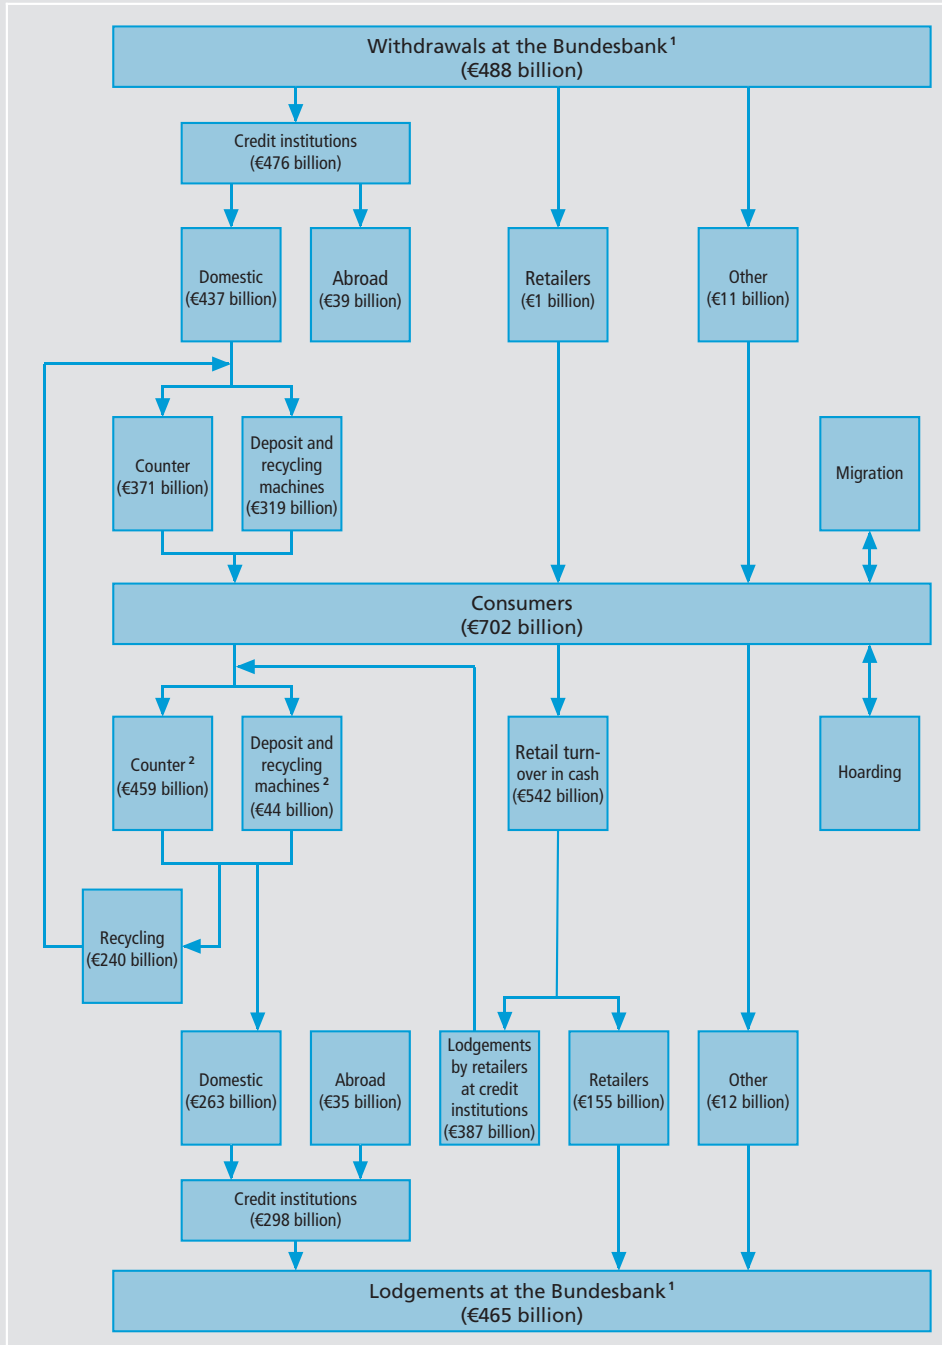 Withdrawals at the Bundesbank¹
(€488 billion)
Credit institutions
(€476 billion)
Domestic
(€437 billion)
Abroad
(€39 billion)
Retailers
(€1 billion)
Other
(€11 billion)
Counter
(€371 billion)
Deposit and
recycling
machines
(€319 billion)
Migration
Consumers
(€702 billion)
Counter²
(€459 billion)
Deposit and
recycling
machines²
(€44 billion)
Retail turn-
over in cash
(€542 billion)
Hoarding
Recycling
(€240 billion)
Domestic
(€263 billion)
Abroad
(€35 billion)
Lodgements
by retailers
at credit
institutions
(€387 billion)
Retailers
(€155 billion)
Other
(€12 billion)
Credit institutions
(€298 billion)
Lodgements at the Bundesbank¹
(€465 billion)